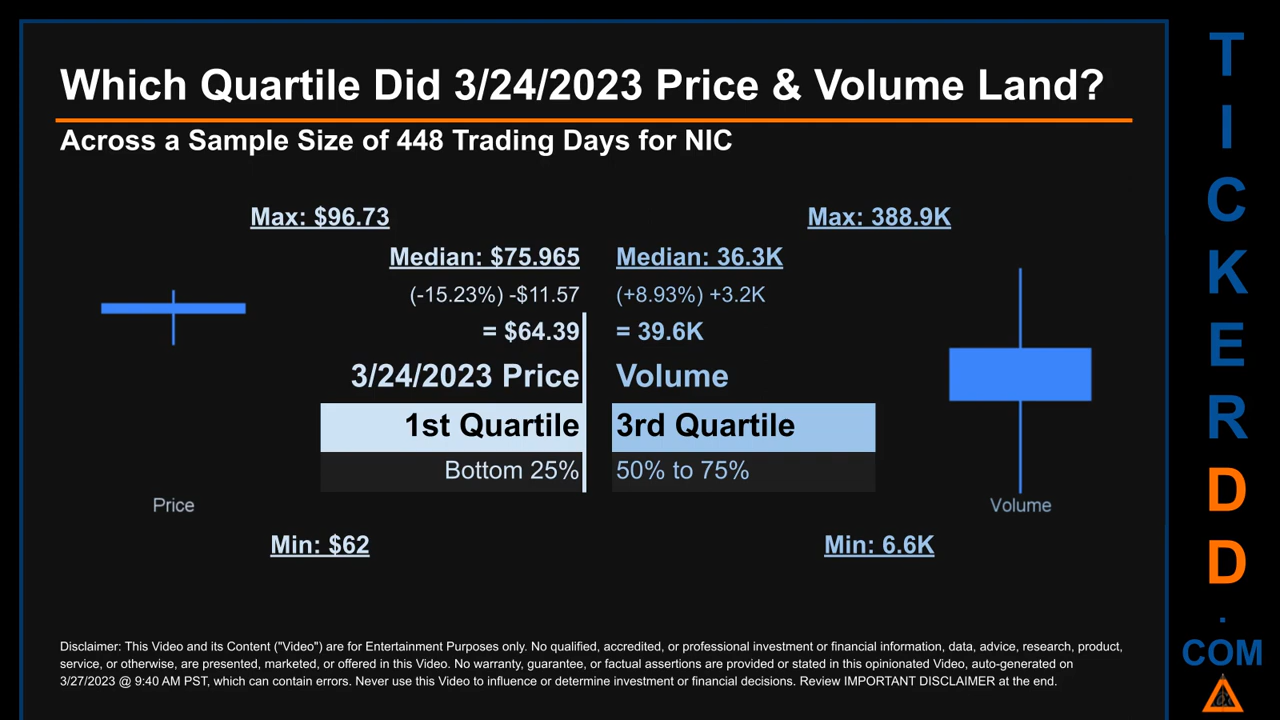 Which Quartile Did 3/24/2023 Price & Volume Land?
Across a Sample Size of 448 Trading Days for NIC
Max: $96.73
Max: 388.9K
Median: $75.965
Median: 36.3K
(-15.23%) -$11.57
(+8.93%) +3.2K
= $64.39
= 39.6K
3/24/2023 Price
Volume
1st Quartile
3rd Quartile
Bottom 25%
50% to 75%
Price
Volume
Min: $62
Min: 6.6K
Disclaimer: This Video and its Content ("Video") are for Entertainment Purposes only. No qualified, accredited, or professional investment or financial information, data, advice, research, product,
service, or otherwise, are presented, marketed, or offered in this Video. No warranty, guarantee, or factual assertions are provided or stated in this opinionated Video, auto-generated on
3/27/2023 @ 9:40 AM PST, which can contain errors. Never use this Video to influence or determine investment or financial decisions. Review IMPORTANT DISCLAIMER at the end.
T
I
C
K
E
R
D
D
.
COM